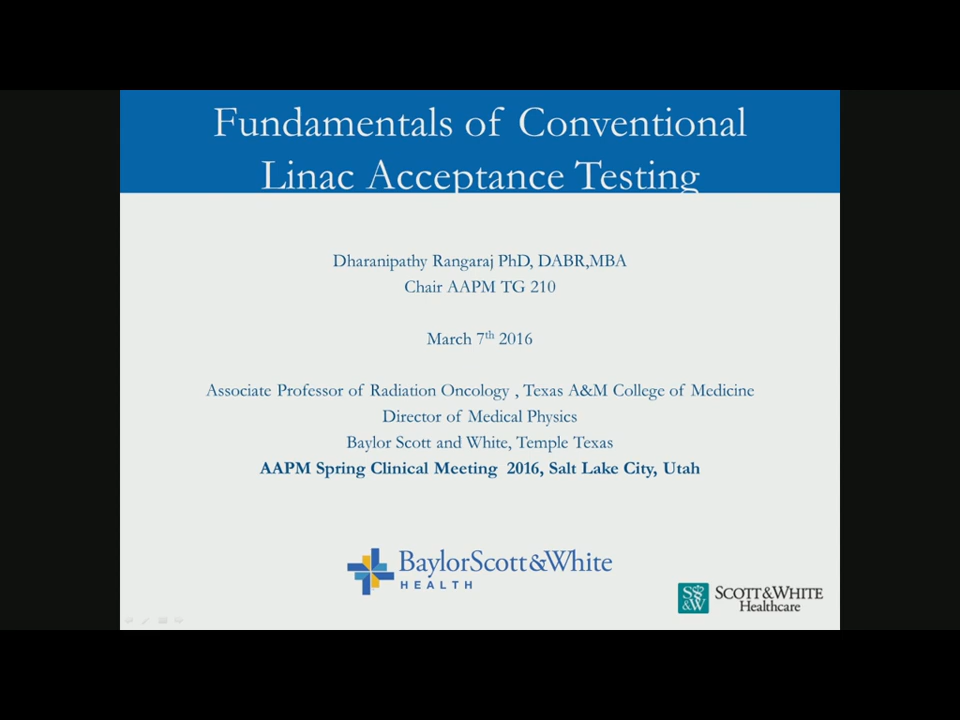 Fundamentals of Conventional
Linac Acceptance Testing
Dharanipathy Rangaraj PhD, DABR,MBA
Chair AAPM TG 210
March 7th 2016
Associate Professor of Radiation Oncology , Texas A&M College of Medicine
Director of Medical Physics
Baylor Scott and White, Temple Texas
AAPM Spring Clinical Meeting 2016, Salt Lake City, Utah
BaylorScott&White
HEALTH
SS
&W
SCOTT&WHITE
Healthcare